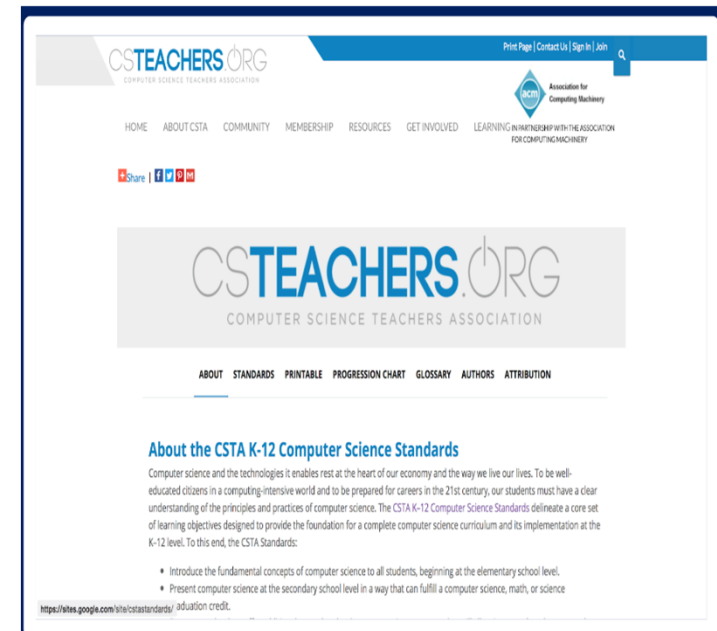 Print Page | Contact Us | Sign In | Join
CSTEACHERS.ORG
COMPUTER SCIENCE TEACHERS ASSOCIATION
acm
Association for
Computing Machinery
HOME ABOUT CSTA COMMUNITY MEMBERSHIP RESOURCES GET INVOLVED LEARNING
IN PARTNERSHIP WITH THE ASSOCIATION
FOR COMPUTING MACHINERY
Share |
CSTEACHERS.ORG
COMPUTER SCIENCE TEACHERS ASSOCIATION
ABOUT STANDARDS PRINTABLE PROGRESSION CHART GLOSSARY AUTHORS ATTRIBUTION
About the CSTA K-12 Computer Science Standards
Computer science and the technologies it enables rest at the heart of our economy and the way we live our lives. To be well-
educated citizens in a computing-intensive world and to be prepared for careers in the 21st century, our students must have a clear
understanding of the principles and practices of computer science. The CSTA K–12 Computer Science Standards delineate a core set
of learning objectives designed to provide the foundation for a complete computer science curriculum and its implementation at the
K–12 level. To this end, the CSTA Standards:
• Introduce the fundamental concepts of computer science to all students, beginning at the elementary school level.
• Present computer science at the secondary school level in a way that can fulfill a computer science, math, or science
aduation credit.
https://sites.google.com/site/cstastandards/